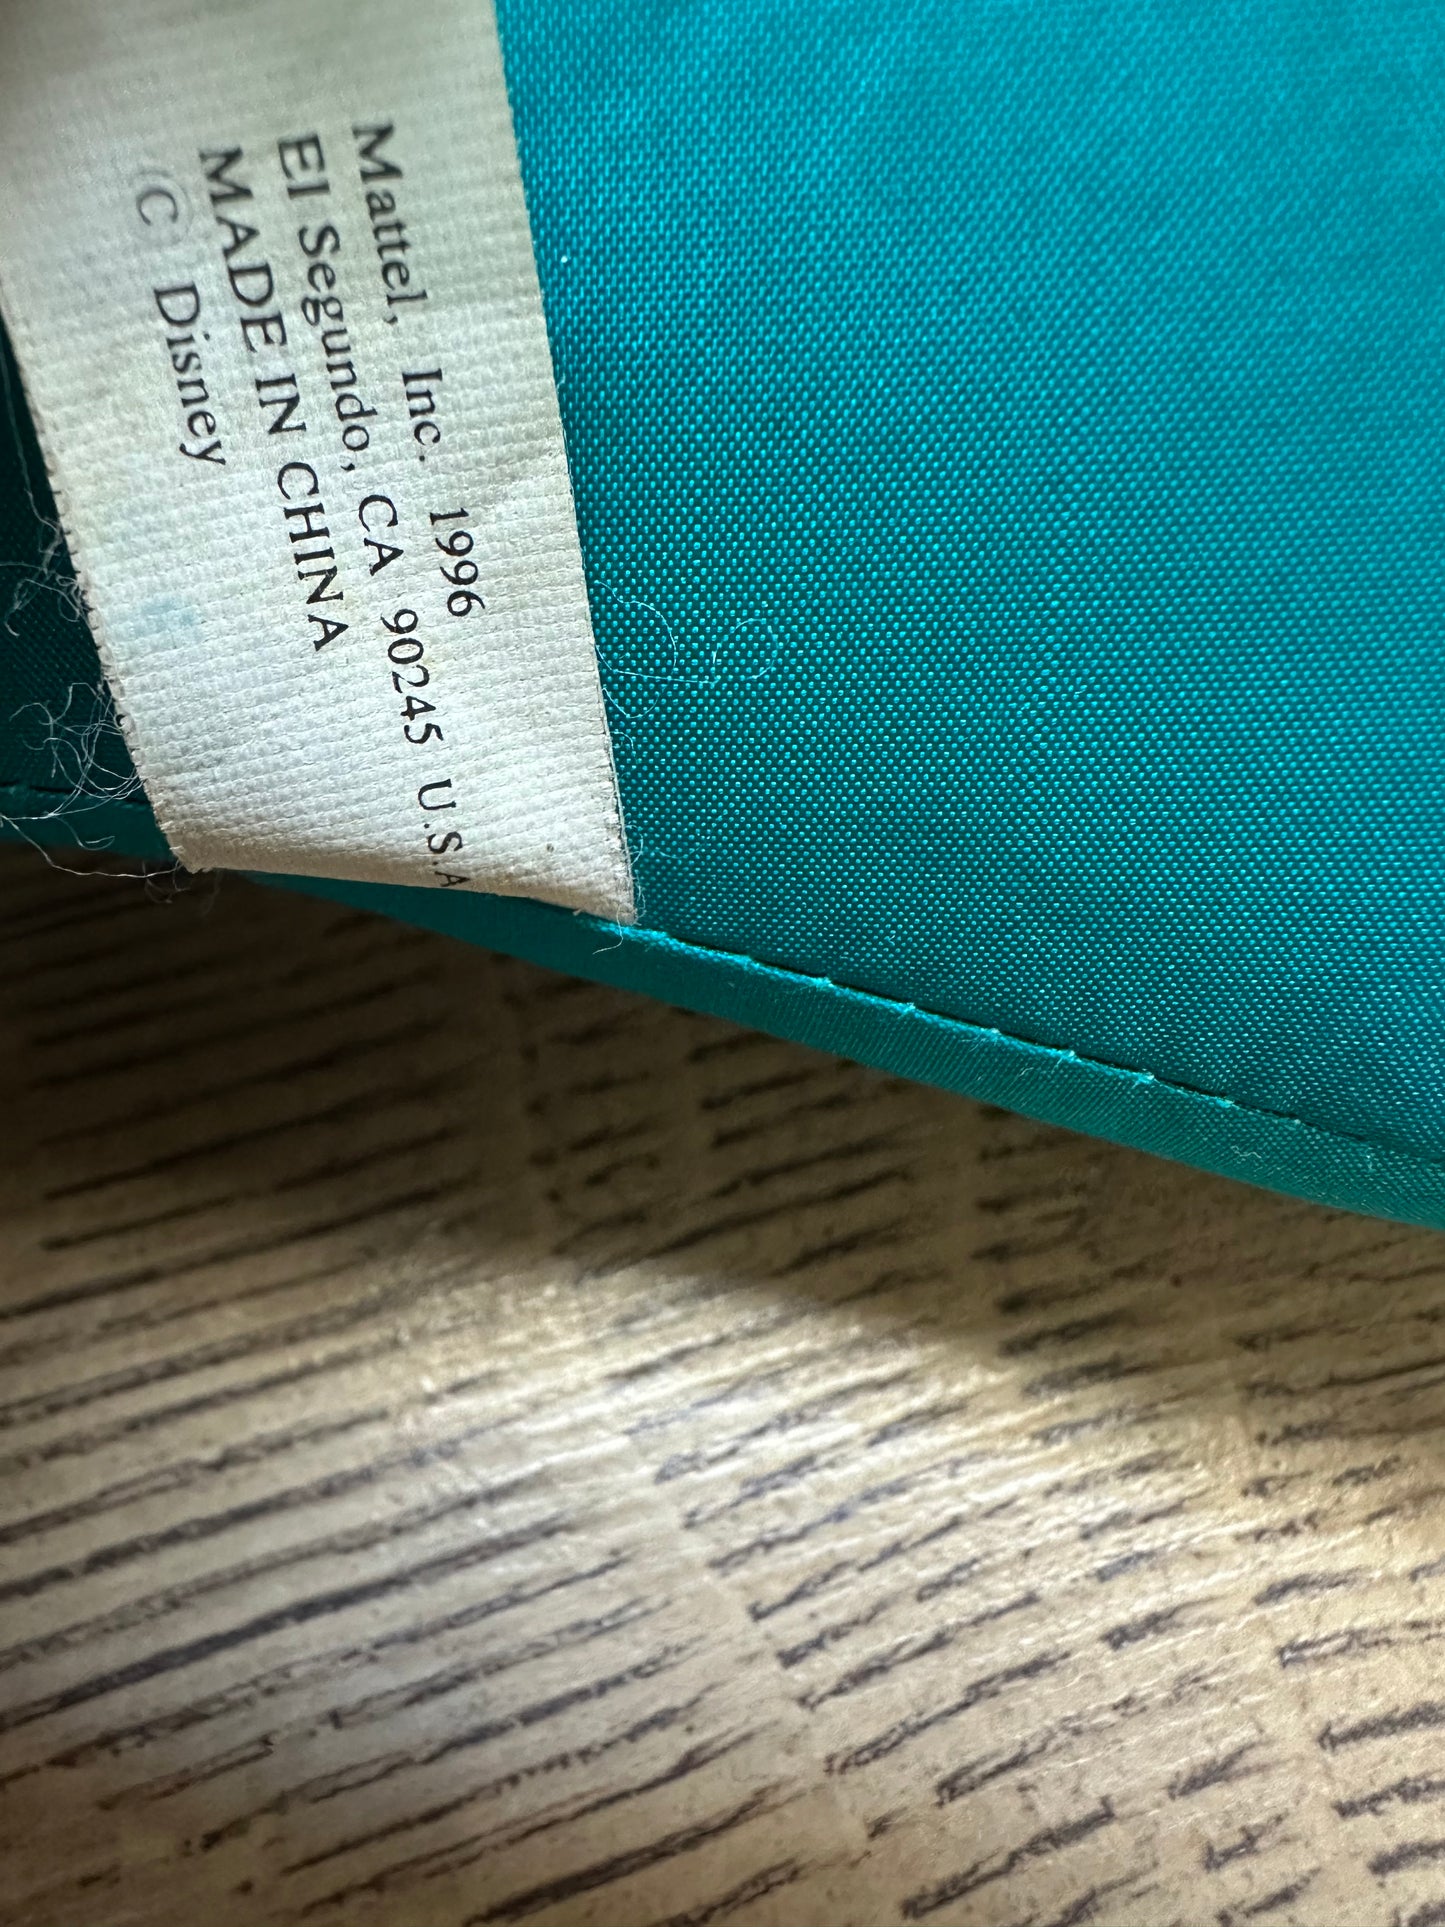 Mattel, Inc. 1996
El Segundo, CA 90245 U.S.A
MADE IN CHINA
© Disney